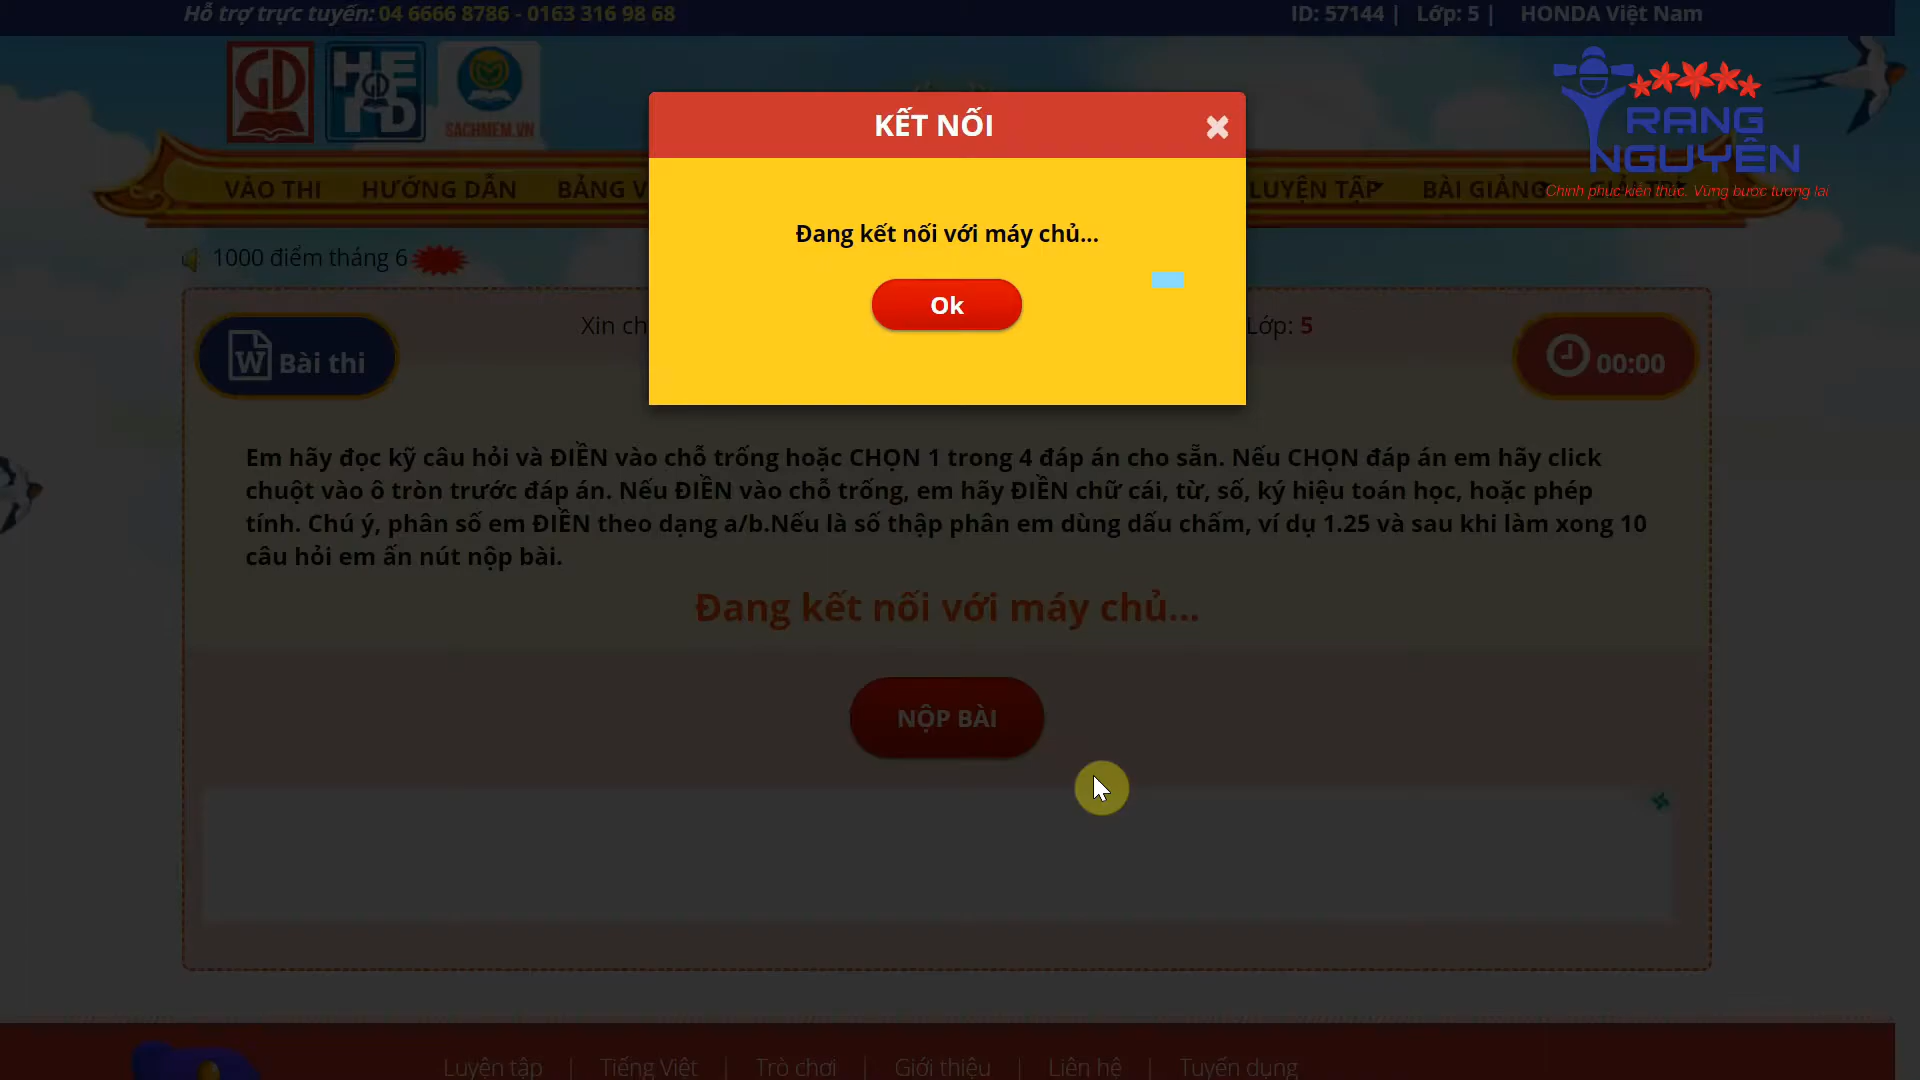 Hỗ trợ trực tuyến: 04 6666 8786 - 0163 316 98 68
ID: 57144 | Lớp: 5 | HONDA Việt Nam
GD
HEID
SACHMEM.VN
TRẠNG NGUYÊN
Chinh phục kiến thức. Vững bước tương lai
VÀO THI HƯỚNG DẪN BẢNG V
LUYỆN TẬP BÀI GIẢNG GIẢI TRÍ
1000 điểm tháng 6
KẾT NỐI
Đang kết nối với máy chủ...
Ok
Bài thi
Xin ch
Lớp: 5
00:00
Em hãy đọc kỹ câu hỏi và ĐIỀN vào chỗ trống hoặc CHỌN 1 trong 4 đáp án cho sẵn. Nếu CHỌN đáp án em hãy click
chuột vào ô tròn trước đáp án. Nếu ĐIỀN vào chỗ trống, em hãy ĐIỀN chữ cái, từ, số, ký hiệu toán học, hoặc phép
tính. Chú ý, phân số em ĐIỀN theo dạng a/b.Nếu là số thập phân em dùng dấu chấm, ví dụ 1.25 và sau khi làm xong 10
câu hỏi em ấn nút nộp bài.
Đang kết nối với máy chủ...
NỘP BÀI
Luyện tập | Tiếng Việt | Trò chơi | Giới thiệu | Liên hệ | Tuyển dụng